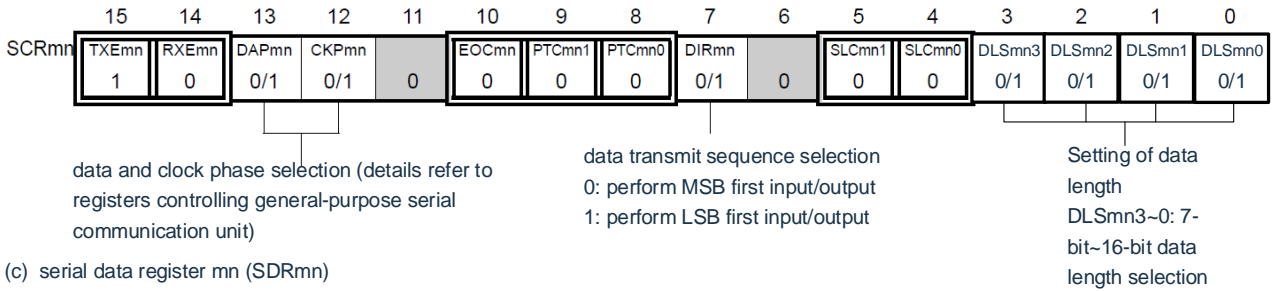 15 14 13 12 11 10 9 8 7 6 5 4 3 2 1 0
SCRmn TXEmn RXEmn DAPmn CKPmn EOCmn PTCmn1 PTCmn0 DIRmn SLCmn1 SLCmn0 DLSmn3 DLSmn2 DLSmn1 DLSmn0
1 0 0/1 0/1 0 0 0 0 0/1 0 0 0 0/1 0/1 0/1 0/1
data and clock phase selection (details refer to
registers controlling general-purpose serial
communication unit)
data transmit sequence selection
0: perform MSB first input/output
1: perform LSB first input/output
Setting of data
length
DLSmn3~0: 7-
bit~16-bit data
length selection
(c) serial data register mn (SDRmn)